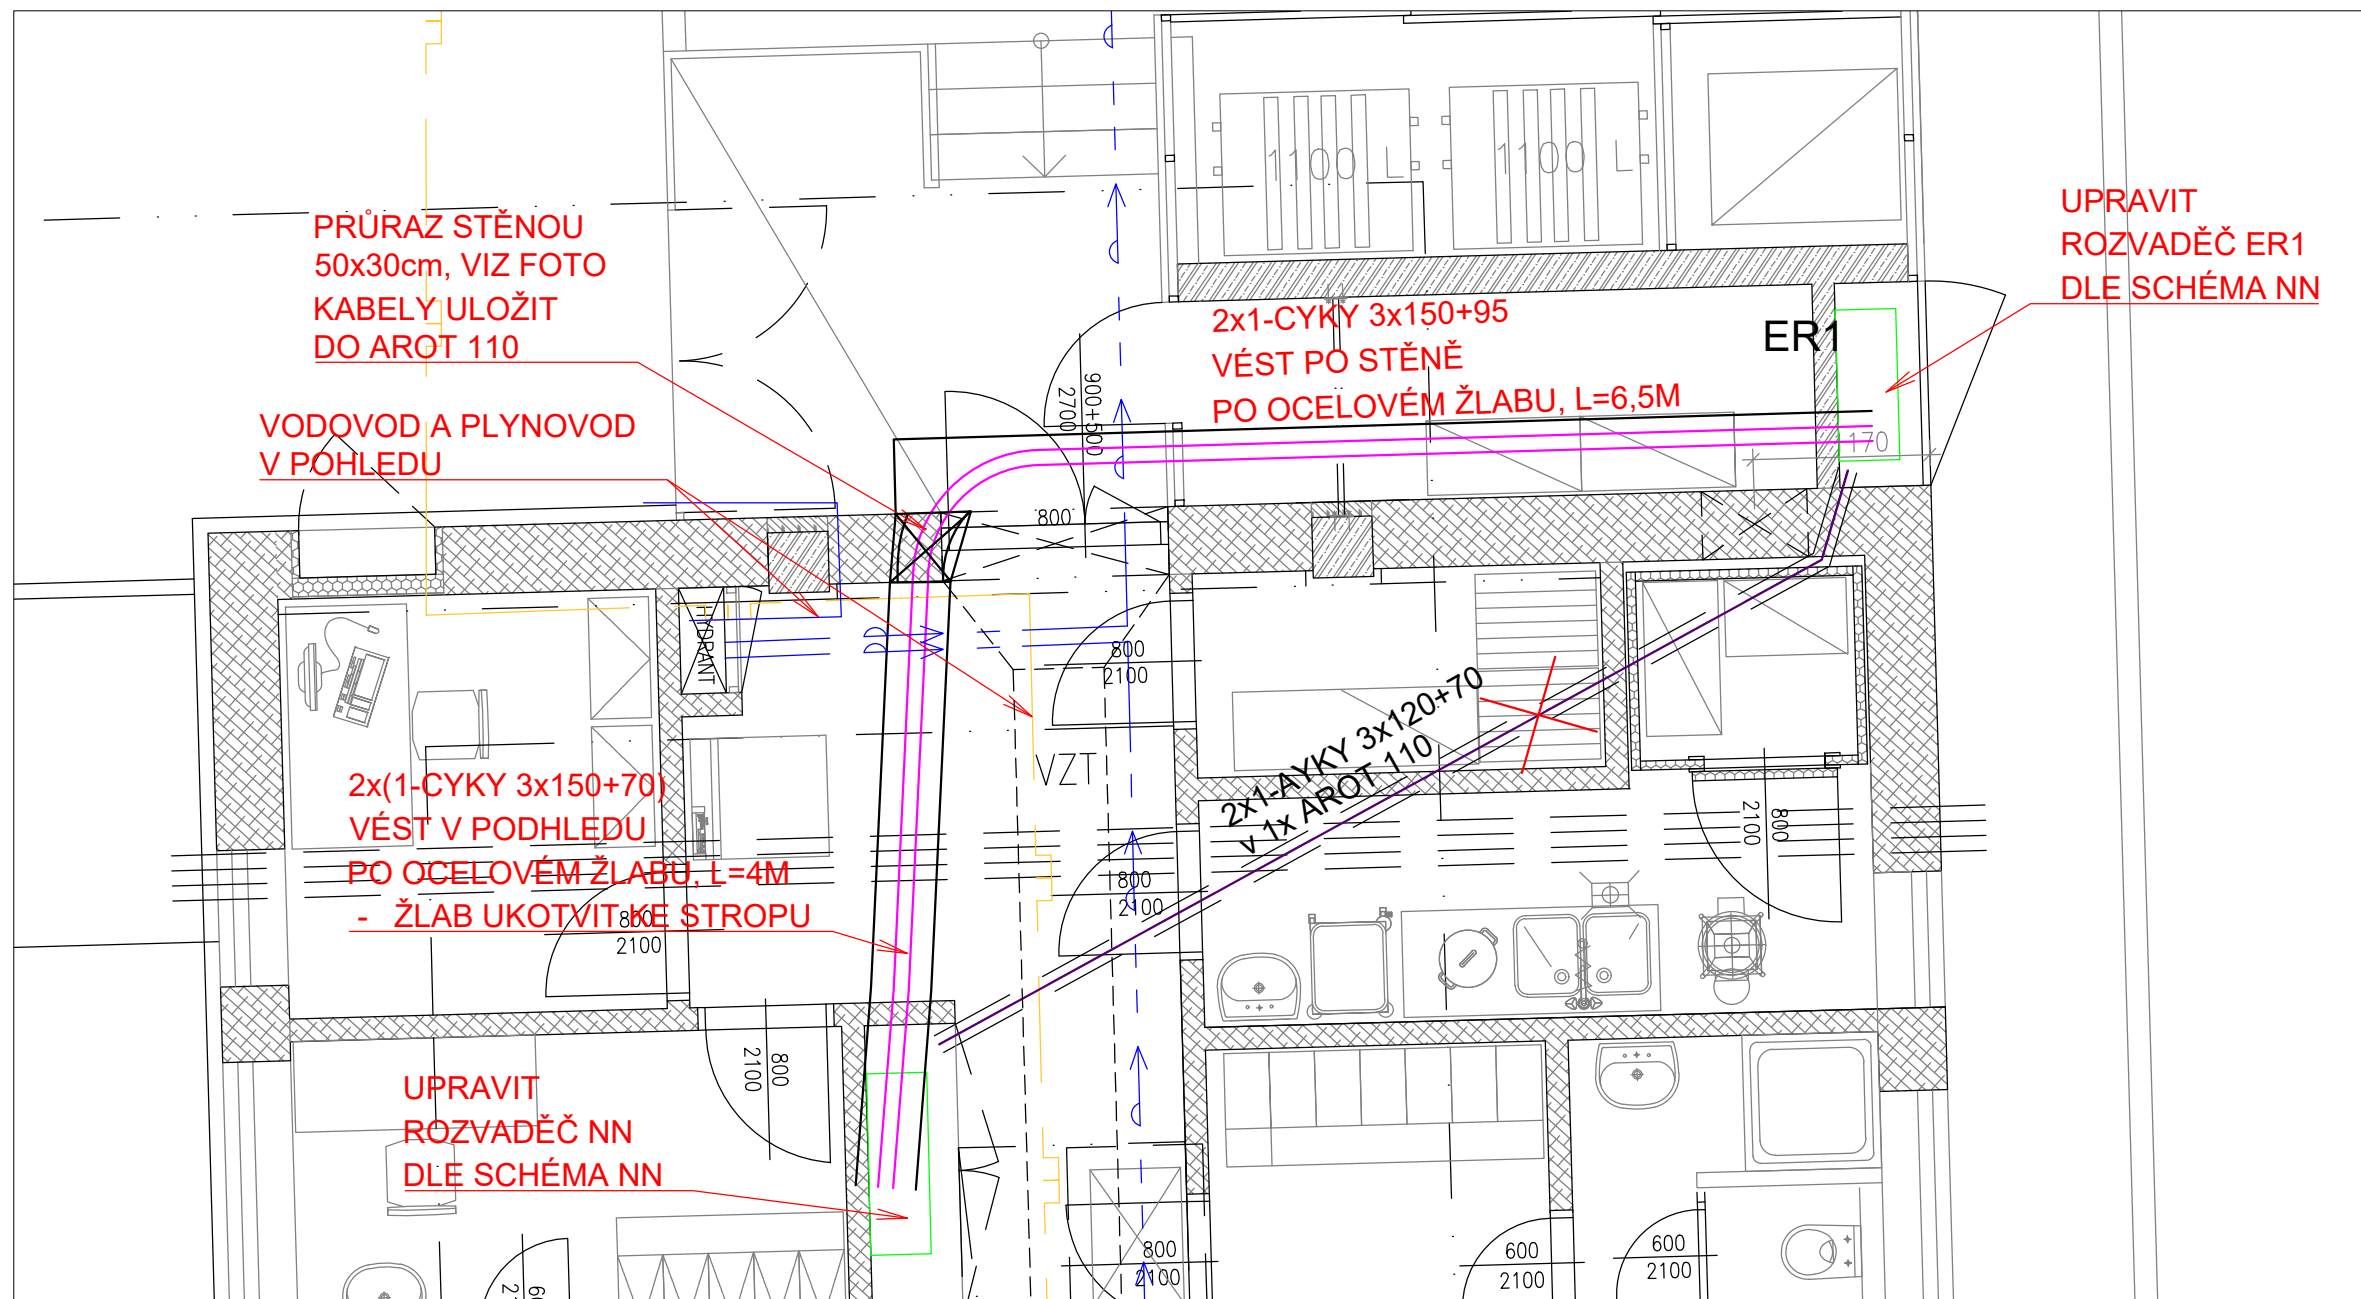 1100 L
1100 L
PRŮRAZ STĚNOU
50x30cm, VIZ FOTO
KABELY ULOŽIT
DO AROT 110
UPRAVIT
ROZVADĚČ ER1
DLE SCHÉMA NN
2x1-CYKY 3x150+95
VÉST PO STĚNĚ
PO OCELOVÉM ŽLABU, L=6,5M
ER1
900+500
2700
VODOVOD A PLYNOVOD
V POHLEDU
170
800
HYDRANT
800
2100
2x1-AYKY 3x120+70
v 1x AROT 110
VZT
2x(1-CYKY 3x150+70)
VÉST V PODHLEDU
PO OCELOVÉM ŽLABU, L=4M
- ŽLAB UKOTVIT KE STROPU
800
2100
800
2100
800
2100
800
2100
UPRAVIT
ROZVADĚČ NN
DLE SCHÉMA NN
800
2100
600
2100
600
2100